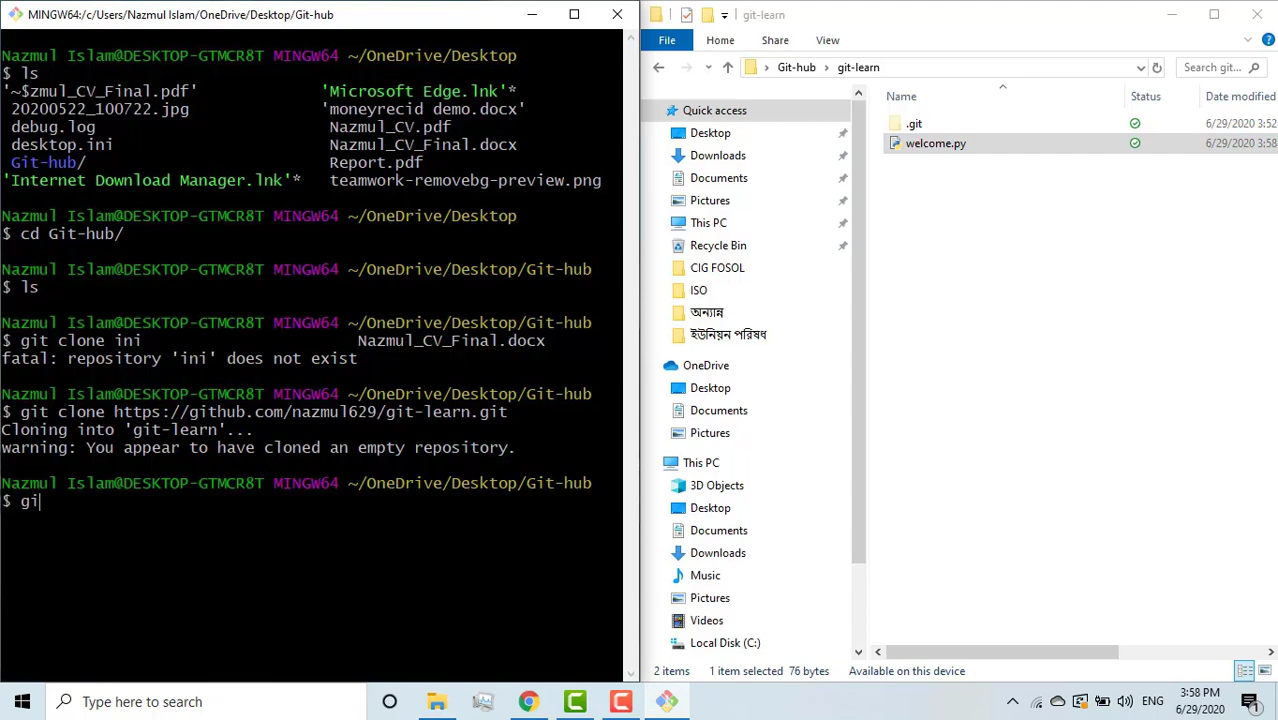 MINGW64:/c/Users/Nazmul Islam/OneDrive/Desktop/Git-hub
Nazmul Islam@DESKTOP-GTMCR8T MINGW64 ~/OneDrive/Desktop
$ ls
'~$zmul_CV_Final.pdf' 'Microsoft Edge.lnk'*
20200522_100722.jpg 'moneyrecid demo.docx'
debug.log Nazmul_CV.pdf
desktop.ini Nazmul_CV_Final.docx
Git-hub/ Report.pdf
'Internet Download Manager.lnk'* teamwork-removebg-preview.png
Nazmul Islam@DESKTOP-GTMCR8T MINGW64 ~/OneDrive/Desktop
$ cd Git-hub/
Nazmul Islam@DESKTOP-GTMCR8T MINGW64 ~/OneDrive/Desktop/Git-hub
$ ls
Nazmul Islam@DESKTOP-GTMCR8T MINGW64 ~/OneDrive/Desktop/Git-hub
$ git clone ini Nazmul_CV_Final.docx
fatal: repository 'ini' does not exist
Nazmul Islam@DESKTOP-GTMCR8T MINGW64 ~/OneDrive/Desktop/Git-hub
$ git clone https://github.com/nazmul629/git-learn.git
Cloning into 'git-learn'...
warning: You appear to have cloned an empty repository.
Nazmul Islam@DESKTOP-GTMCR8T MINGW64 ~/OneDrive/Desktop/Git-hub
$ gi
git-learn
File Home Share View
Git-hub git-learn
Search git...
Quick access
Desktop
Downloads
Documents
Pictures
This PC
Recycle Bin
CIG FOSOL
ISO
অন্যান্ন
ইউনিয়ন পরিষধ
OneDrive
Desktop
Documents
Pictures
This PC
3D Objects
Desktop
Documents
Downloads
Music
Pictures
Videos
Local Disk (C:)
Name Status Date modified
.git 6/29/2020 3:52
welcome.py 6/29/2020 3:58
2 items 1 item selected 76 bytes Available on this device
Type here to search
ENG
3:58 PM
6/29/2020
1